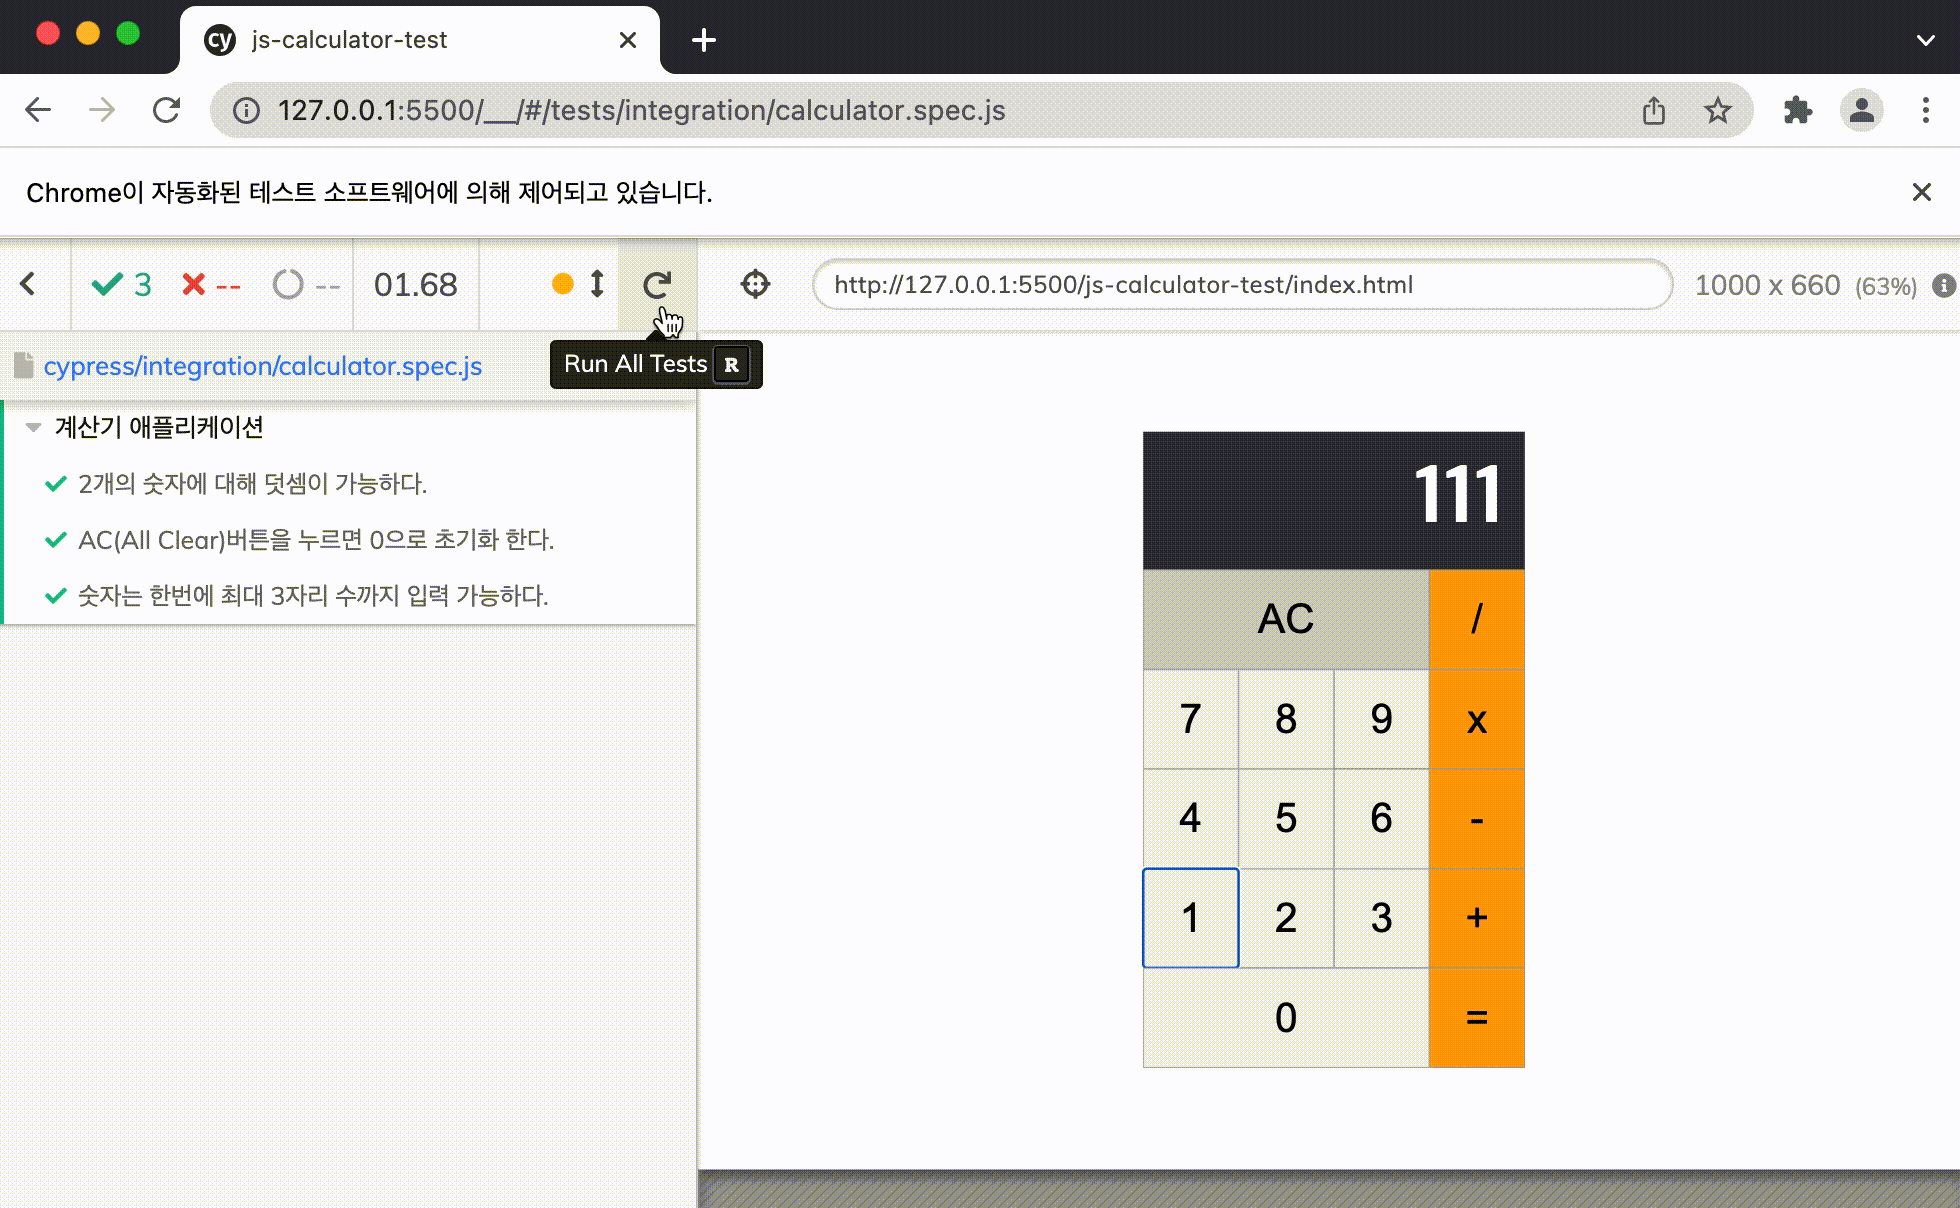 cy js-calculator-test
127.0.0.1:5500/__/#/tests/integration/calculator.spec.js
Chrome이 자동화된 테스트 소프트웨어에 의해 제어되고 있습니다.
3 -- -- 01.68
http://127.0.0.1:5500/js-calculator-test/index.html
1000 x 660 (63%)
cypress/integration/calculator.spec.js
Run All Tests R
계산기 애플리케이션
2개의 숫자에 대해 덧셈이 가능하다.
AC(All Clear)버튼을 누르면 0으로 초기화 한다.
숫자는 한번에 최대 3자리 수까지 입력 가능하다.
111
AC /
7 8 9 x
4 5 6 -
1 2 3 +
0 =